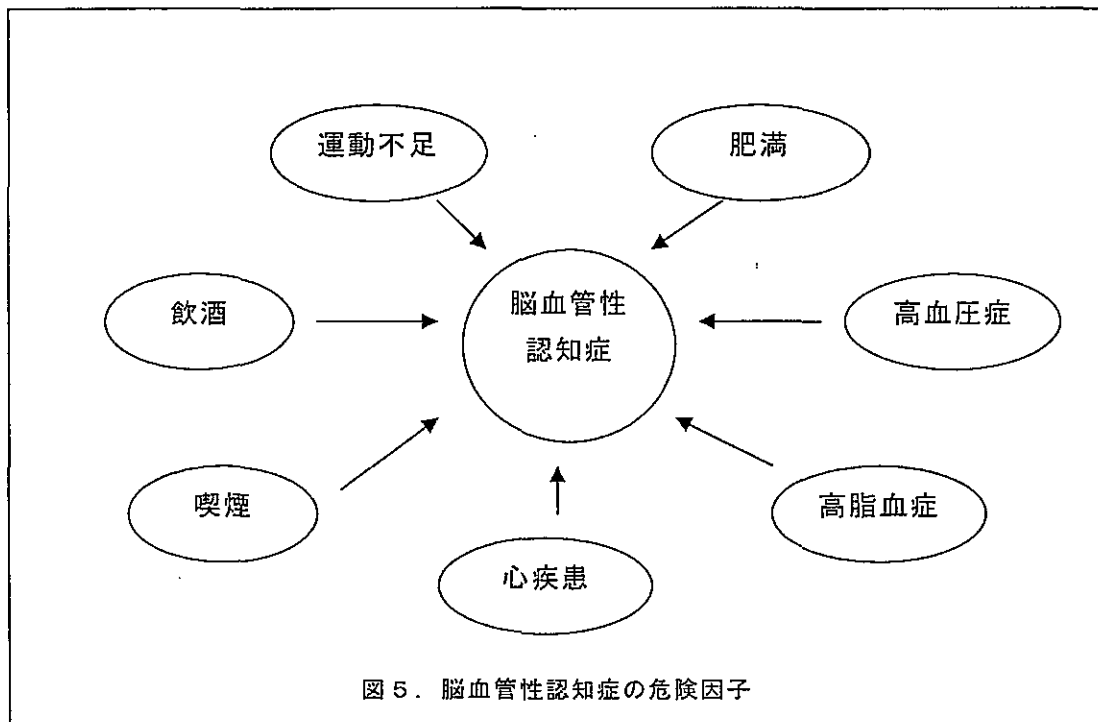 運動不足
肥満
飲酒
脳血管性
認知症
高血圧症
喫煙
高脂血症
心疾患
図5．脳血管性認知症の危険因子